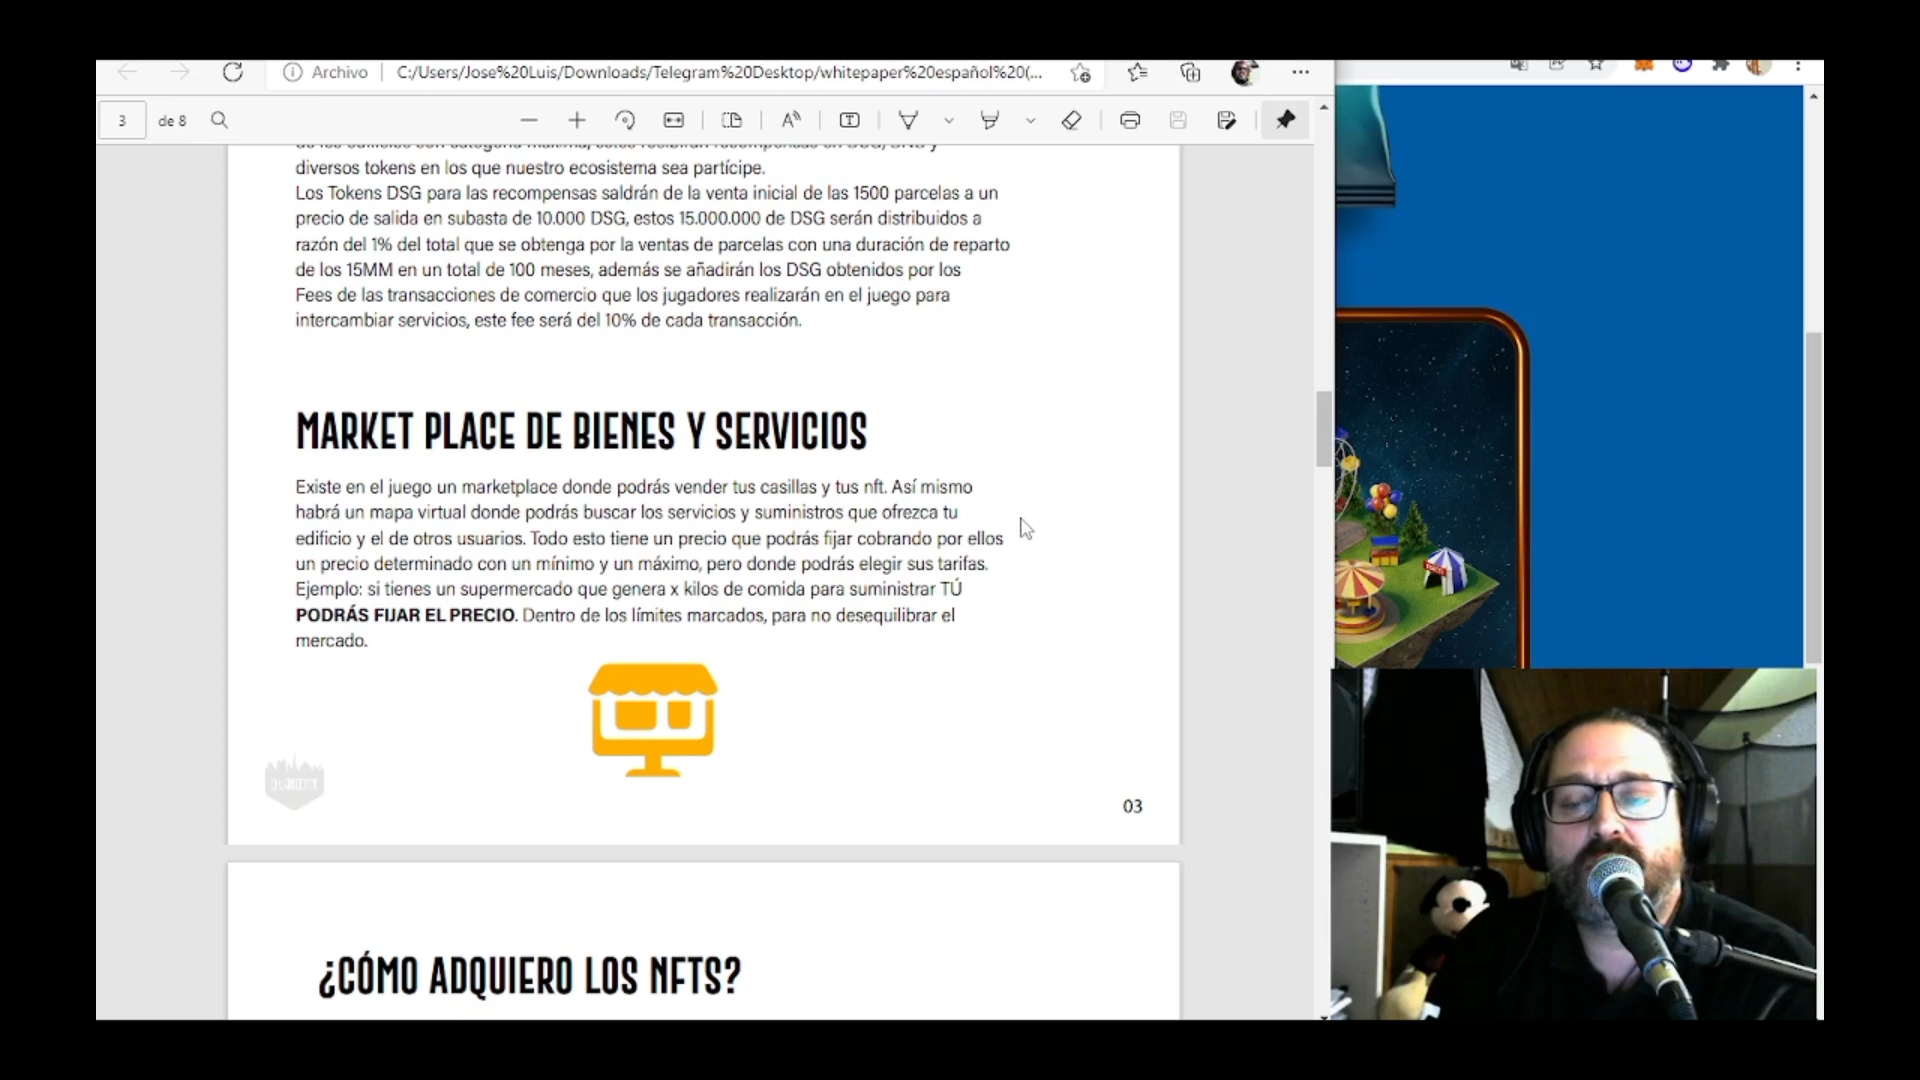 Archivo
C:/Users/Jose%20Luis/Downloads/Telegram%20Desktop/whitepaper%20español%20(...
3 de 8
diversos tokens en los que nuestro ecosistema sea partícipe.
Los Tokens DSG para las recompensas saldrán de la venta inicial de las 1500 parcelas a un
precio de salida en subasta de 10.000 DSG, estos 15.000.000 de DSG serán distribuidos a
razón del 1% del total que se obtenga por la ventas de parcelas con una duración de reparto
de los 15MM en un total de 100 meses, además se añadirán los DSG obtenidos por los
Fees de las transacciones de comercio que los jugadores realizarán en el juego para
intercambiar servicios, este fee será del 10% de cada transacción.
MARKET PLACE DE BIENES Y SERVICIOS
Existe en el juego un marketplace donde podrás vender tus casillas y tus nft. Así mismo
habrá un mapa virtual donde podrás buscar los servicios y suministros que ofrezca tu
edificio y el de otros usuarios. Todo esto tiene un precio que podrás fijar cobrando por ellos
un precio determinado con un mínimo y un máximo, pero donde podrás elegir sus tarifas.
Ejemplo: si tienes un supermercado que genera x kilos de comida para suministrar TÚ
PODRÁS FIJAR EL PRECIO. Dentro de los límites marcados, para no desequilibrar el
mercado.
03
¿CÓMO ADQUIERO LOS NFTS?